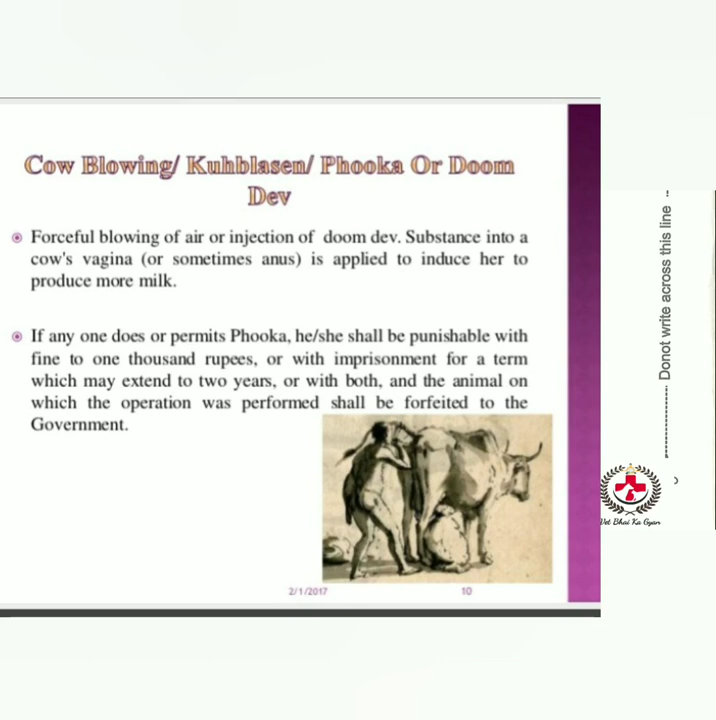 Cow Blowing/ Kuhblasen/ Phooka Or Doom
Dev
Forceful blowing of air or injection of doom dev. Substance into a
cow's vagina (or sometimes anus) is applied to induce her to
produce more milk.
If any one does or permits Phooka, he/she shall be punishable with
fine to one thousand rupees, or with imprisonment for a term
which may extend to two years, or with both, and the animal on
which the operation was performed shall be forfeited to the
Government.
2/1/2017
10
Donot write across this line
Vet Bhai Ka Gyan